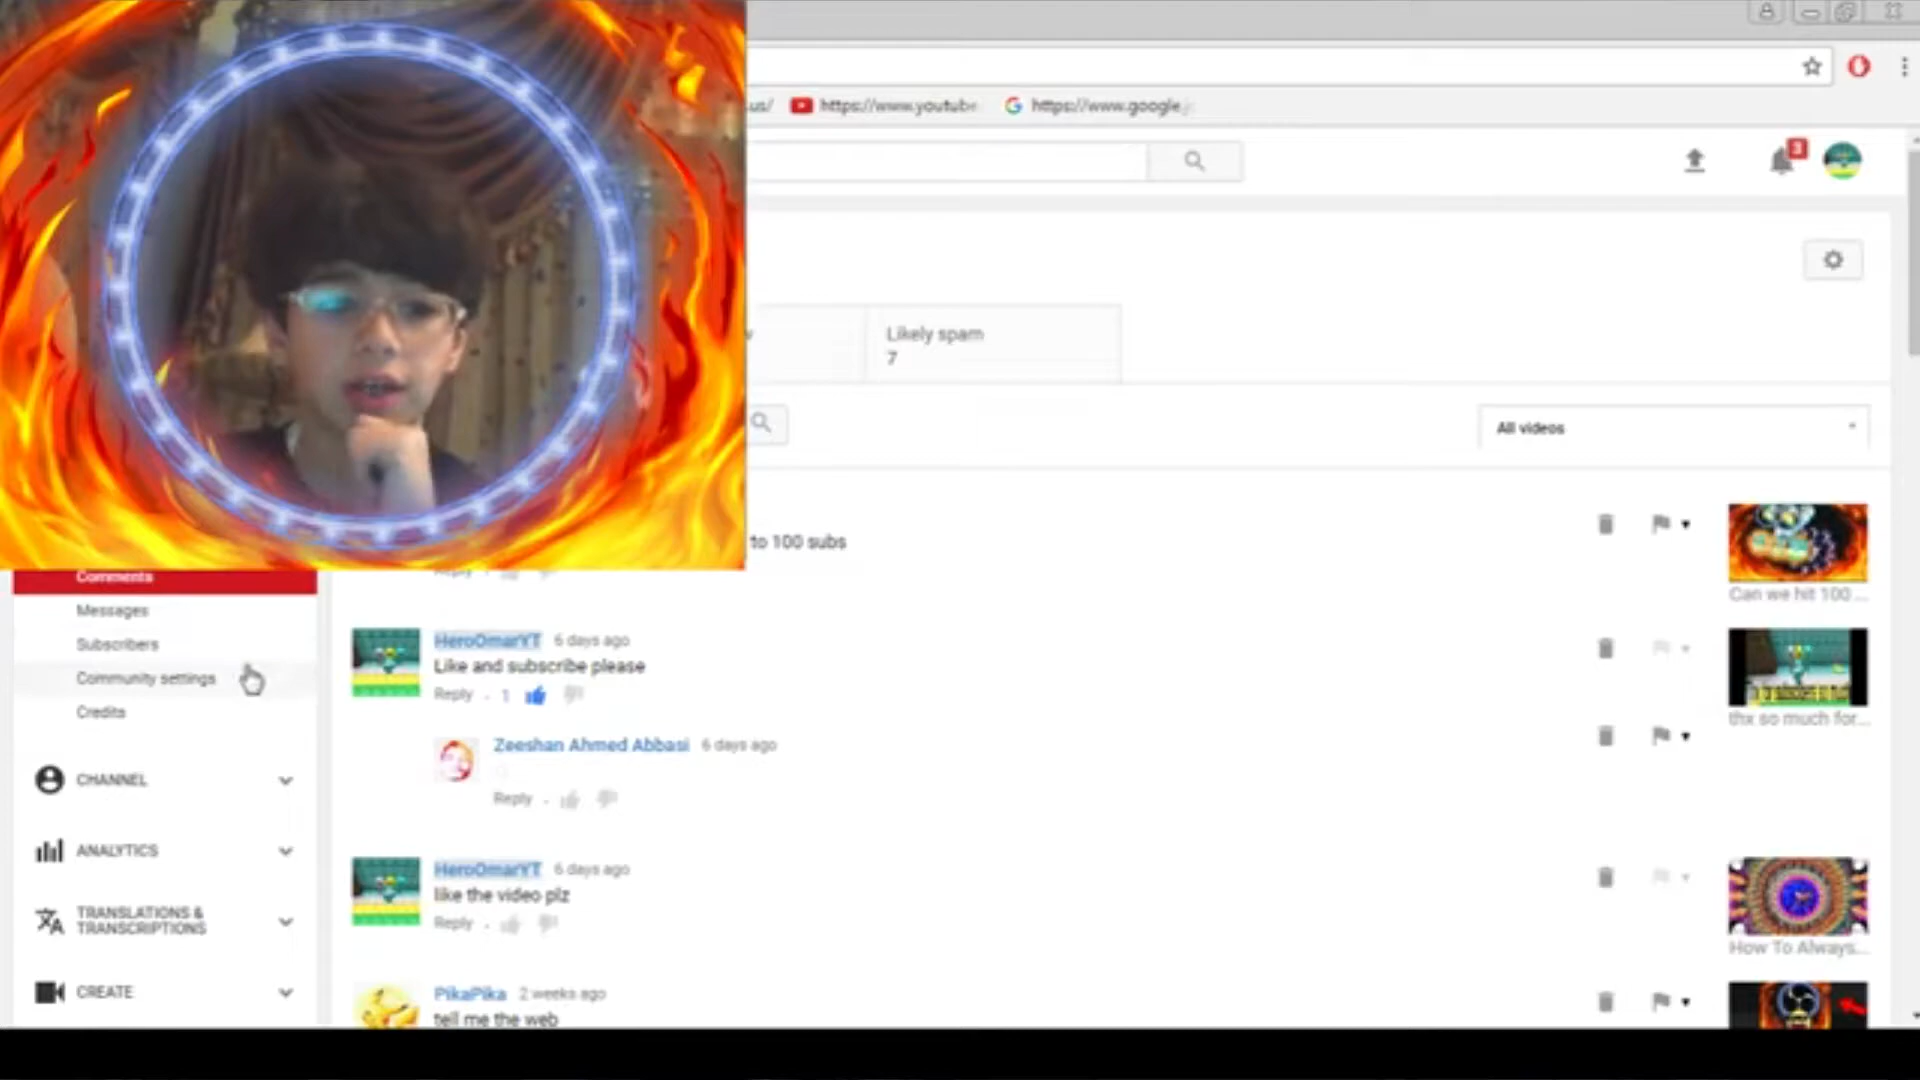 us/ https://www.youtube https://www.google.
3
Likely spam
7
All videos
to 100 subs
Reply
Can we hit 100 ...
Comments
Messages
Subscribers
Community settings
Credits
CHANNEL
ANALYTICS
TRANSLATIONS &
TRANSCRIPTIONS
CREATE
HeroOmarYT 6 days ago
Like and subscribe please
Reply . 1
thx so much for...
Zeeshan Ahmed Abbasi 6 days ago
Reply .
HeroOmarYT 6 days ago
like the video plz
Reply .
How To Always...
PikaPika 2 weeks ago
tell me the web